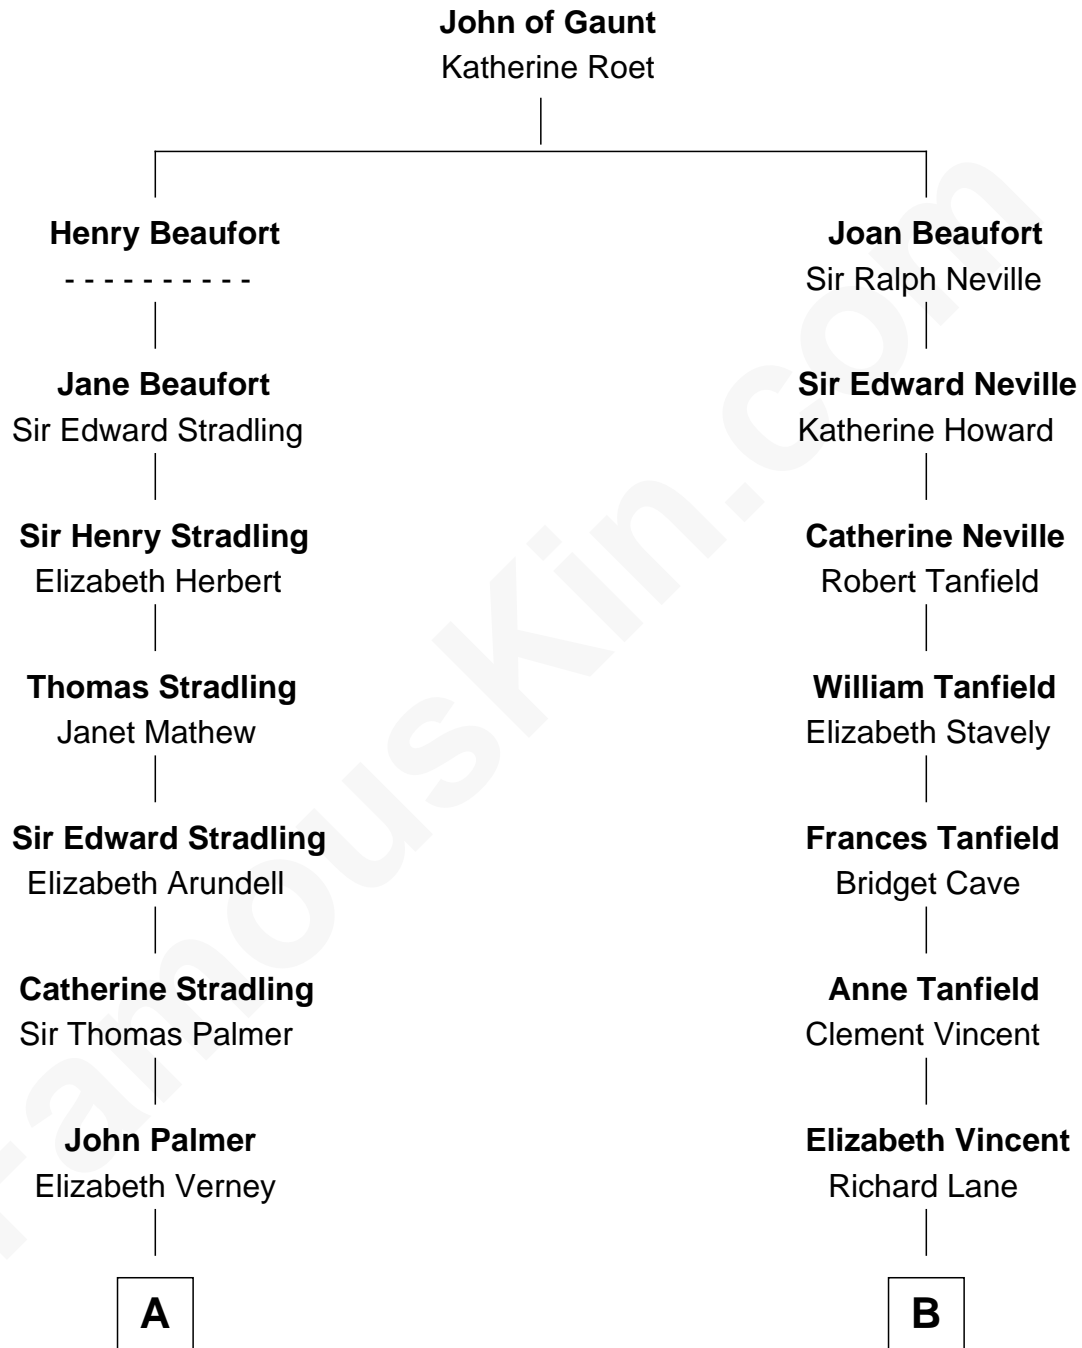 John of Gaunt
Katherine Roet
Henry Beaufort
- - - - - - - - - -
Jane Beaufort
Sir Edward Stradling
Sir Henry Stradling
Elizabeth Herbert
Thomas Stradling
Janet Mathew
Sir Edward Stradling
Elizabeth Arundell
Catherine Stradling
Sir Thomas Palmer
John Palmer
Elizabeth Verney
A
Joan Beaufort
Sir Ralph Neville
Sir Edward Neville
Katherine Howard
Catherine Neville
Robert Tanfield
William Tanfield
Elizabeth Stavely
Frances Tanfield
Bridget Cave
Anne Tanfield
Clement Vincent
Elizabeth Vincent
Richard Lane
B
FamousKin.com